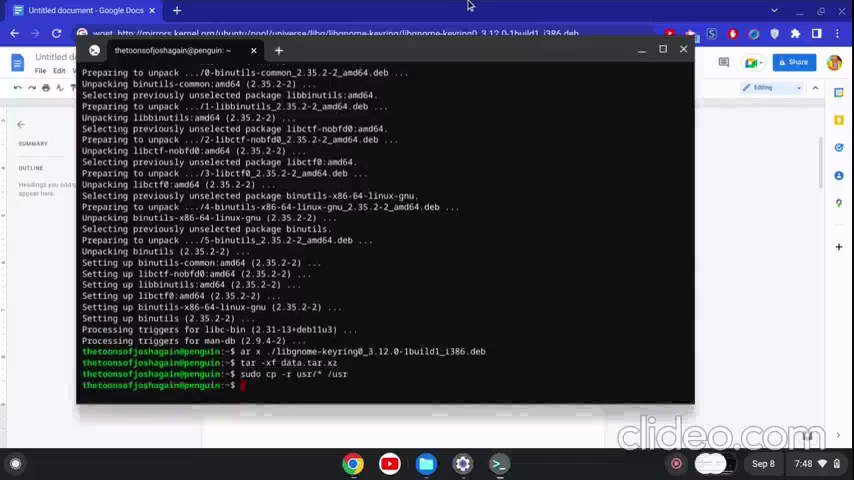 Untitled document - Google Docs
wget http://mirrors.kernel.org/ubuntu/pool/universe/libg/libgnome-keyring/libgnome-keyring0_3.12.0-1build1_i386.deb
Untitled d
File Edit
Share
Editing
SUMMARY
OUTLINE
Headings you add
appear here.
thetoonsofjoshagain@penguin: ~
Preparing to unpack .../0-binutils-common_2.35.2-2_amd64.deb ...
Unpacking binutils-common:amd64 (2.35.2-2) ...
Selecting previously unselected package libbinutils:amd64.
Preparing to unpack .../1-libbinutils_2.35.2-2_amd64.deb ...
Unpacking libbinutils:amd64 (2.35.2-2) ...
Selecting previously unselected package libctf-nobfd0:amd64.
Preparing to unpack .../2-libctf-nobfd0_2.35.2-2_amd64.deb ...
Unpacking libctf-nobfd0:amd64 (2.35.2-2) ...
Selecting previously unselected package libctf0:amd64.
Preparing to unpack .../3-libctf0_2.35.2-2_amd64.deb ...
Unpacking libctf0:amd64 (2.35.2-2) ...
Selecting previously unselected package binutils-x86-64-linux-gnu.
Preparing to unpack .../4-binutils-x86-64-linux-gnu_2.35.2-2_amd64.deb ...
Unpacking binutils-x86-64-linux-gnu (2.35.2-2) ...
Selecting previously unselected package binutils.
Preparing to unpack .../5-binutils_2.35.2-2_amd64.deb ...
Unpacking binutils (2.35.2-2) ...
Setting up binutils-common:amd64 (2.35.2-2) ...
Setting up libctf-nobfd0:amd64 (2.35.2-2) ...
Setting up libbinutils:amd64 (2.35.2-2) ...
Setting up libctf0:amd64 (2.35.2-2) ...
Setting up binutils-x86-64-linux-gnu (2.35.2-2) ...
Setting up binutils (2.35.2-2) ...
Processing triggers for libc-bin (2.31-13+deb11u3) ...
Processing triggers for man-db (2.9.4-2) ...
thetoonsofjoshagain@penguin:~$ ar x ./libgnome-keyring0_3.12.0-1build1_i386.deb
thetoonsofjoshagain@penguin:~$ tar -xf data.tar.xz
thetoonsofjoshagain@penguin:~$ sudo cp -r usr/* /usr
thetoonsofjoshagain@penguin:~$
clideo.com
Sep 8
7:48